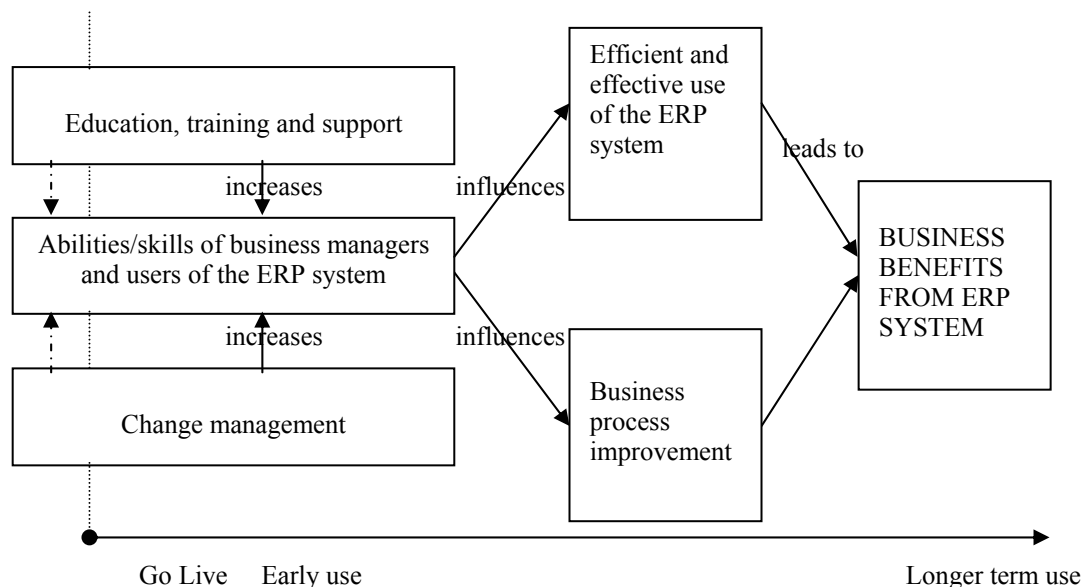 Education, training and support
increases
Abilities/skills of business managers
and users of the ERP system
increases
Change management
influences
influences
Efficient and
effective use
of the ERP
system
Business
process
improvement
leads to
BUSINESS
BENEFITS
FROM ERP
SYSTEM
Go Live
Early use
Longer term use